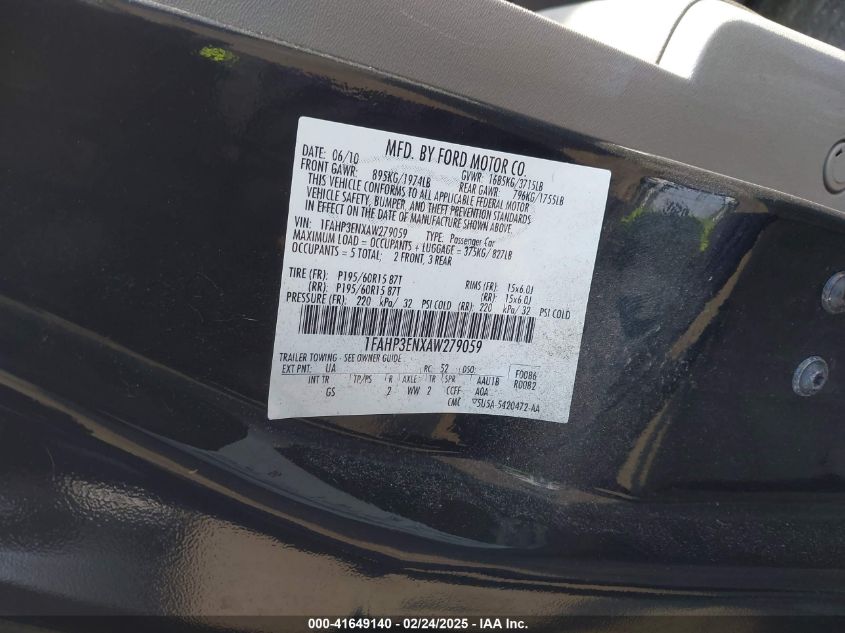 MFD. BY FORD MOTOR CO.
DATE: 06/10 GVWR: 1685KG/3715LB
FRONT GAWR: 895KG/1974LB REAR GAWR: 796KG/1755LB
THIS VEHICLE CONFORMS TO ALL APPLICABLE FEDERAL MOTOR
VEHICLE SAFETY, BUMPER, AND THEFT PREVENTION STANDARDS
IN EFFECT ON THE DATE OF MANUFACTURE SHOWN ABOVE.
VIN: 1FAHP3ENXAW279059 TYPE: Passenger Car
MAXIMUM LOAD = OCCUPANTS + LUGGAGE = 375KG/827LB
OCCUPANTS = 5 TOTAL: 2 FRONT, 3 REAR
TIRE (FR): P195/60R15 87T RIMS (FR): 15x6.0J
(RR): P195/60R15 87T (RR): 15x6.0J
PRESSURE (FR): 220 kPa/ 32 PSI COLD (RR): 220 kPa/ 32 PSI COLD
1FAHP3ENXAW279059
TRAILER TOWING - SEE OWNER GUIDE
EXT PNT: UA RC: 52 DSO: F0086
R0082
INT TR TP/PS R AXLE TR SPR AAU1B
GS 2 WW 2 CCFF AOA
CMC 5U5A-5420472-AA
000-41649140 - 02/24/2025 - IAA Inc.